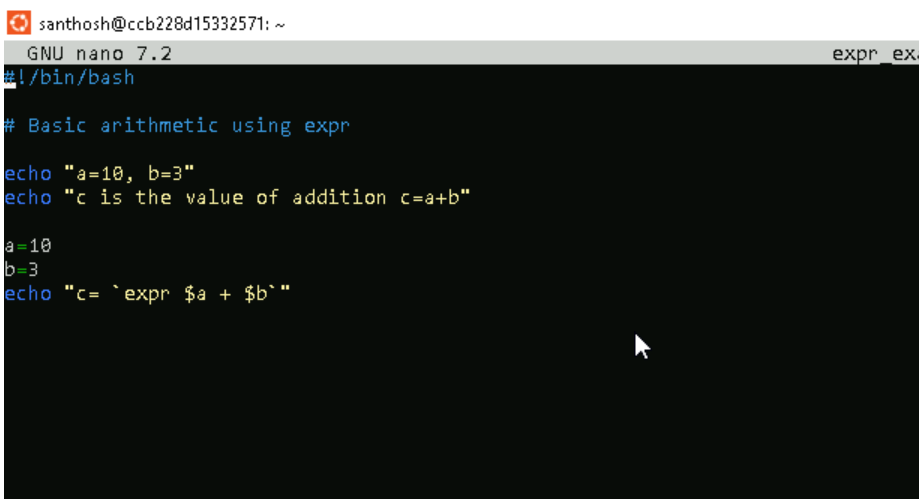 santhosh@ccb228d15332571: ~
GNU nano 7.2 expr_exa
#!/bin/bash
# Basic arithmetic using expr
echo "a=10, b=3"
echo "c is the value of addition c=a+b"
a=10
b=3
echo "c= `expr $a + $b`"